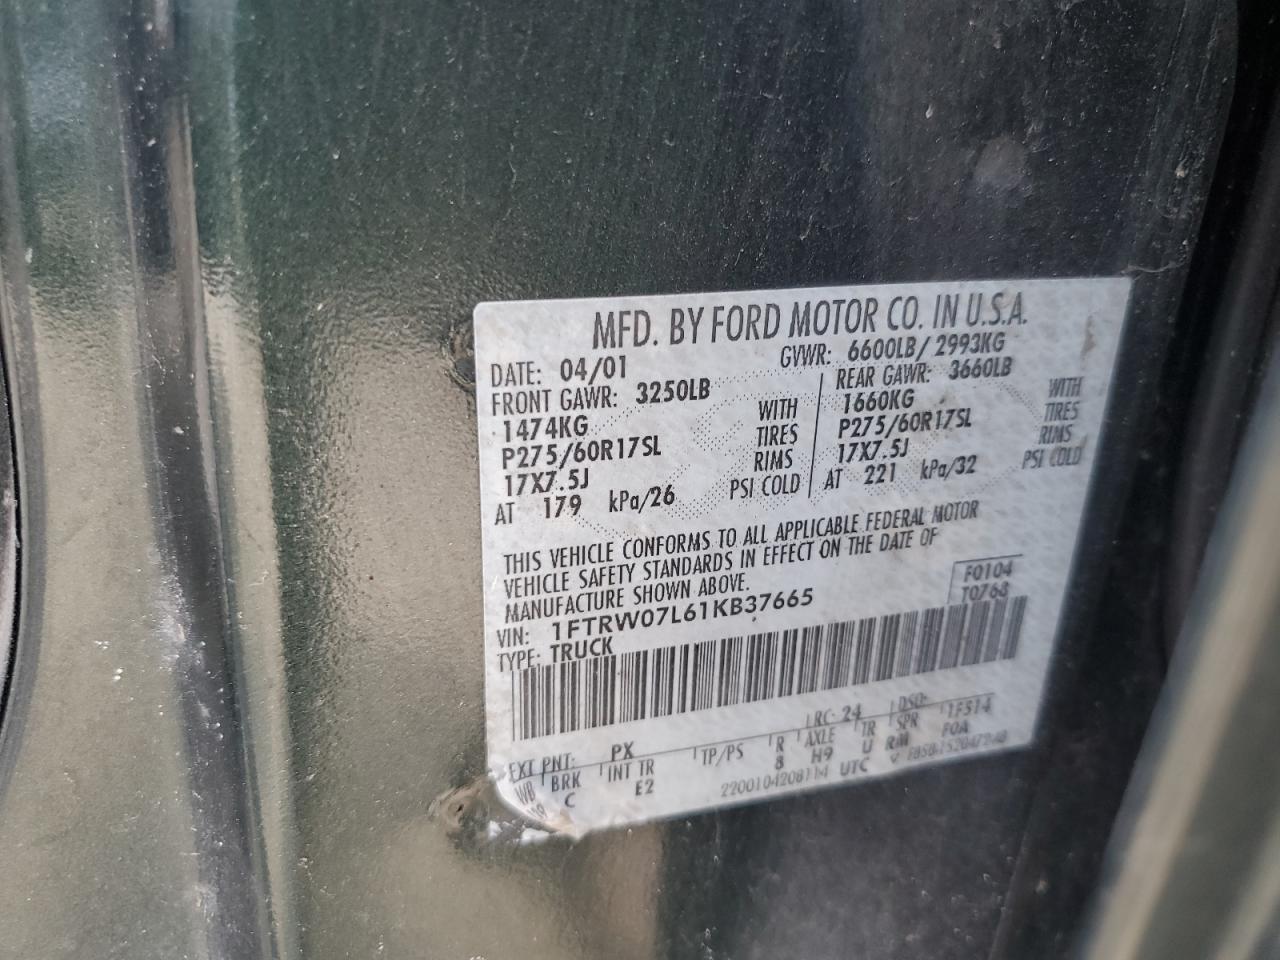 MFD. BY FORD MOTOR CO. IN U.S.A.
DATE: 04/01 GVWR: 6600LB/ 2993KG
FRONT GAWR: 3250LB REAR GAWR: 3660LB
1474KG WITH 1660KG WITH
P275/60R17SL TIRES P275/60R17SL TIRES
17X7.5J RIMS 17X7.5J RIMS
AT 179 kPa/26 PSI COLD AT 221 kPa/32 PSI COLD
THIS VEHICLE CONFORMS TO ALL APPLICABLE FEDERAL MOTOR
VEHICLE SAFETY STANDARDS IN EFFECT ON THE DATE OF
MANUFACTURE SHOWN ABOVE.
F0104
VIN: 1FTRW07L61KB37665 T0768
TYPE: TRUCK
EXT PNT: PX RC: 24 DSO:
WB BRK INT TR TP/PS R AXLE TR SPR 1F514
C E2 8 H9 U RM FOA
UTC